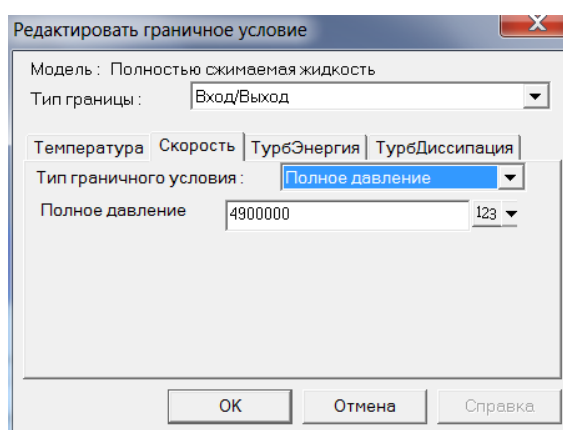 Редактировать граничное условие
Модель : Полностью сжимаемая жидкость
Тип границы : Вход/Выход
Температура Скорость ТурбЭнергия ТурбДиссипация
Тип граничного условия : Полное давление
Полное давление 4900000 123
OK Отмена Справка